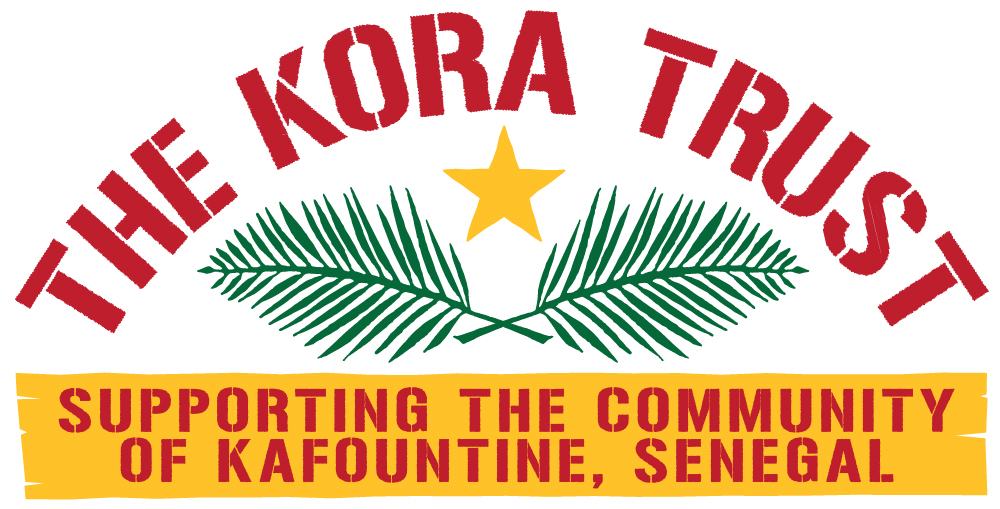 THE KORA TRUST
SUPPORTING THE COMMUNITY
OF KAFOUNTINE, SENEGAL